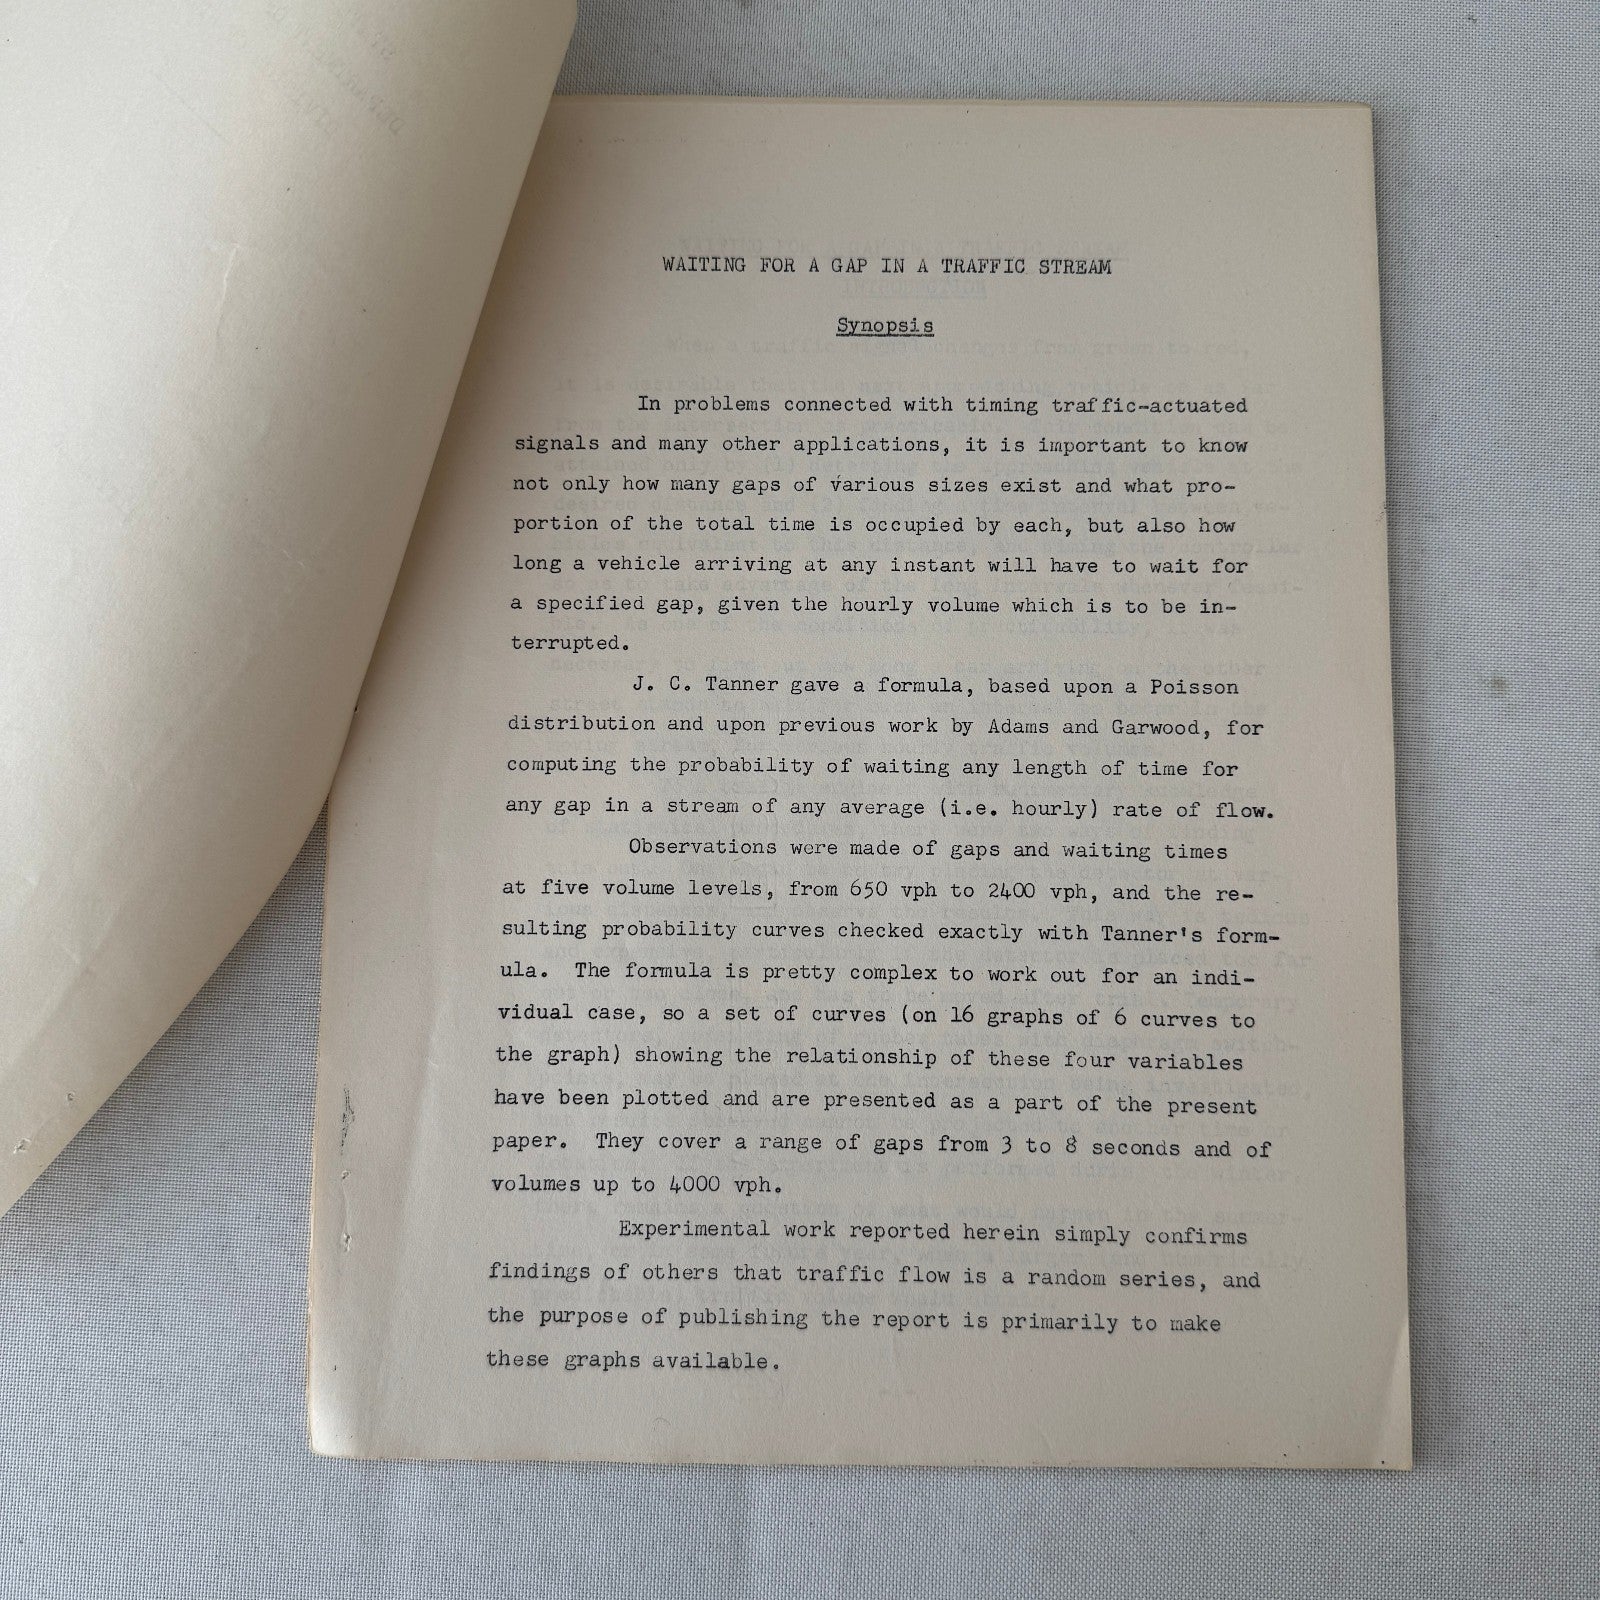 WAITING FOR A GAP IN A TRAFFIC STREAM
Synopsis
In problems connected with timing traffic-actuated
signals and many other applications, it is important to know
not only how many gaps of various sizes exist and what pro-
portion of the total time is occupied by each, but also how
long a vehicle arriving at any instant will have to wait for
a specified gap, given the hourly volume which is to be in-
terrupted.
J. C. Tanner gave a formula, based upon a Poisson
distribution and upon previous work by Adams and Garwood, for
computing the probability of waiting any length of time for
any gap in a stream of any average (i.e. hourly) rate of flow.
Observations were made of gaps and waiting times
at five volume levels, from 650 vph to 2400 vph, and the re-
sulting probability curves checked exactly with Tanner's form-
ula. The formula is pretty complex to work out for an indi-
vidual case, so a set of curves (on 16 graphs of 6 curves to
the graph) showing the relationship of these four variables
have been plotted and are presented as a part of the present
paper. They cover a range of gaps from 3 to 8 seconds and of
volumes up to 4000 vph.
Experimental work reported herein simply confirms
findings of others that traffic flow is a random series, and
the purpose of publishing the report is primarily to make
these graphs available.